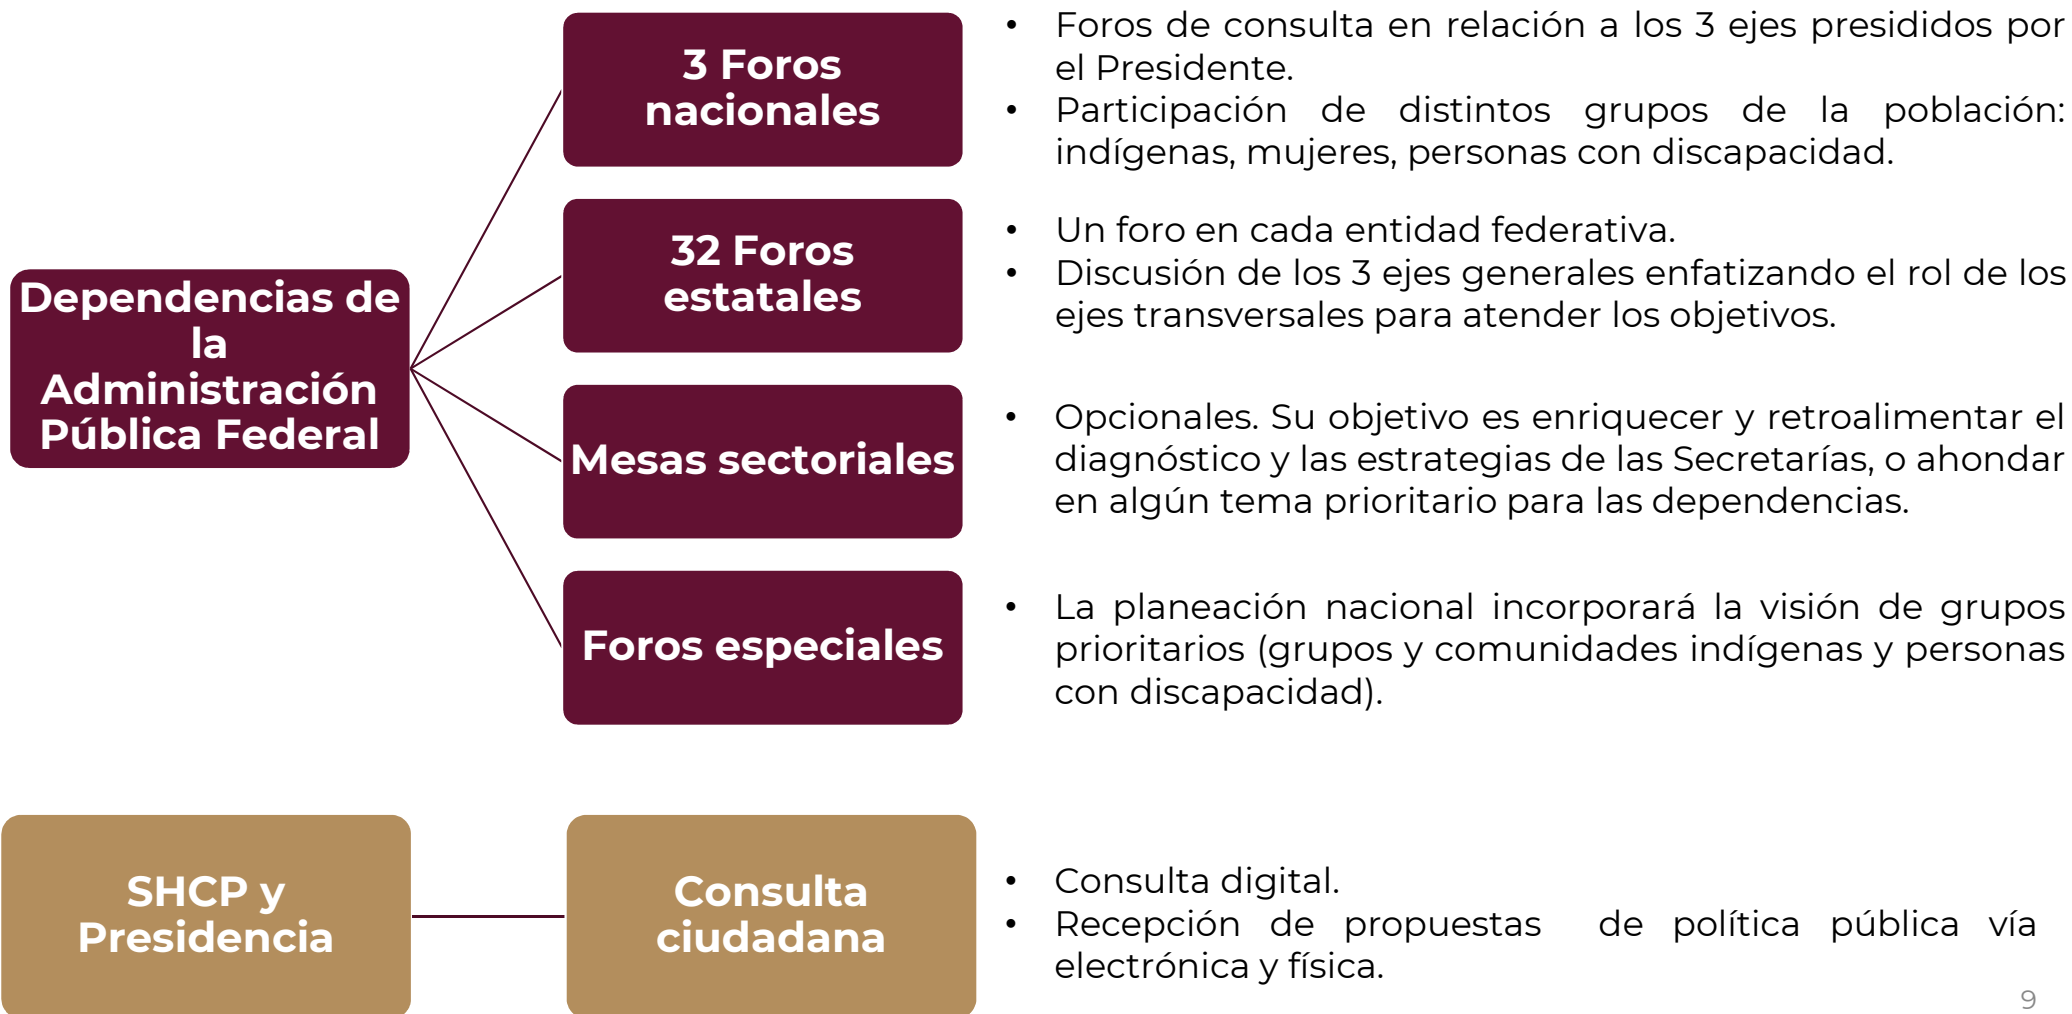 Dependencias de
la
Administración
Pública Federal
3 Foros
nacionales
• Foros de consulta en relación a los 3 ejes presididos por
el Presidente.
• Participación de distintos grupos de la población:
indígenas, mujeres, personas con discapacidad.
32 Foros
estatales
• Un foro en cada entidad federativa.
• Discusión de los 3 ejes generales enfatizando el rol de los
ejes transversales para atender los objetivos.
Mesas sectoriales
• Opcionales. Su objetivo es enriquecer y retroalimentar el
diagnóstico y las estrategias de las Secretarías, o ahondar
en algún tema prioritario para las dependencias.
Foros especiales
• La planeación nacional incorporará la visión de grupos
prioritarios (grupos y comunidades indígenas y personas
con discapacidad).
SHCP y
Presidencia
Consulta
ciudadana
• Consulta digital.
• Recepción de propuestas de política pública vía
electrónica y física.
9